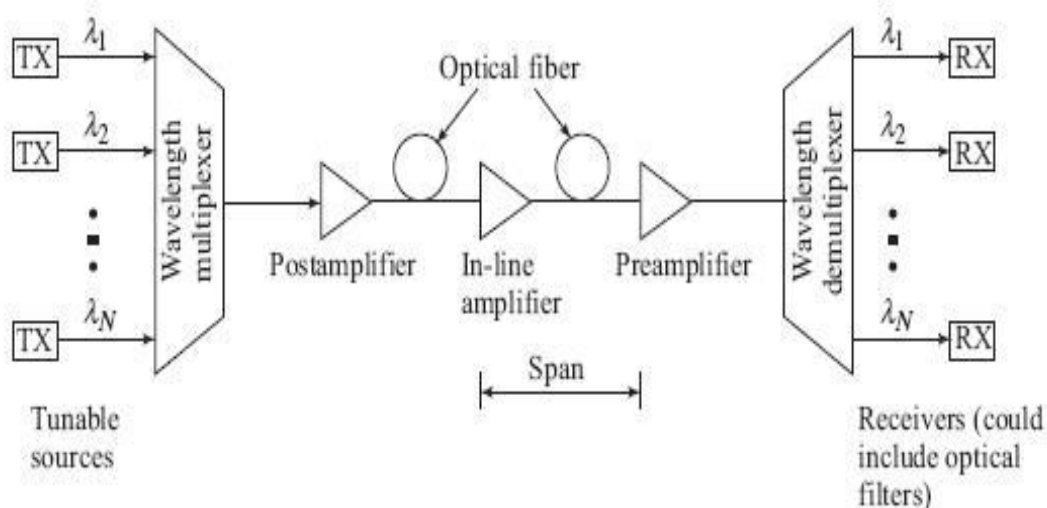 TX
λ1
TX
λ2
TX
λN
Tunable
sources
Wavelength
multiplexer
Postamplifier
Optical fiber
In-line
amplifier
Span
Preamplifier
Wavelength
demultiplexer
λ1
RX
λ2
RX
λN
RX
Receivers (could
include optical
filters)